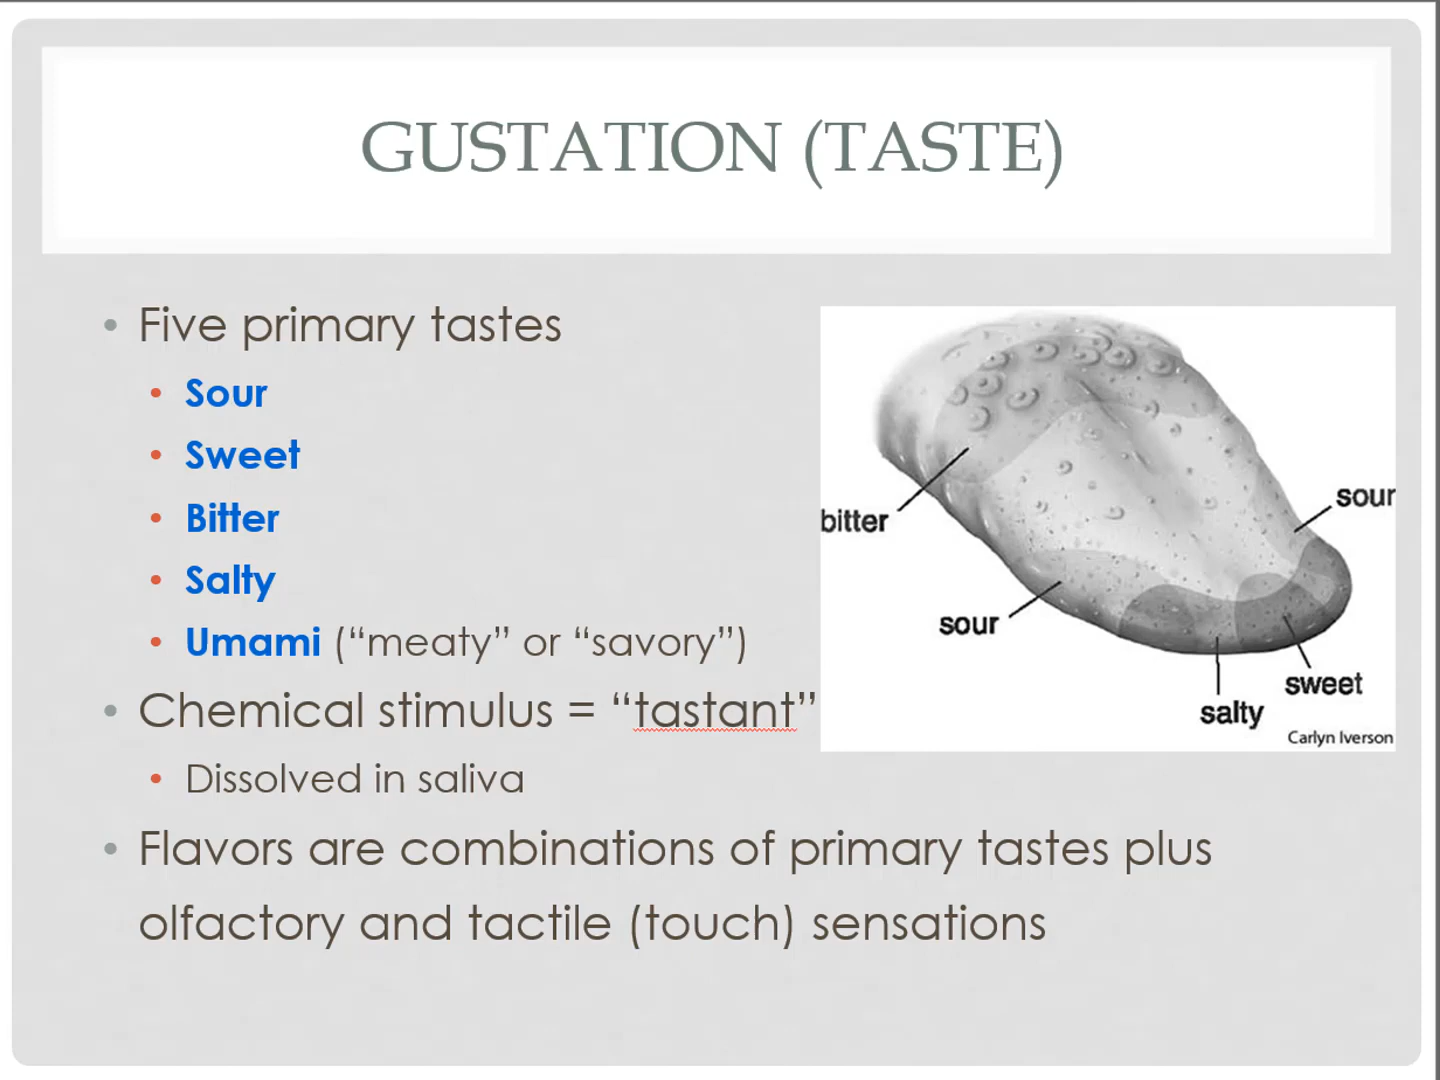 GUSTATION (TASTE)
• Five primary tastes
• Sour
• Sweet
• Bitter
• Salty
• Umami (“meaty” or “savory”)
• Chemical stimulus = “tastant”
• Dissolved in saliva
• Flavors are combinations of primary tastes plus
olfactory and tactile (touch) sensations
bitter
sour
sour
sweet
salty
Carlyn Iverson